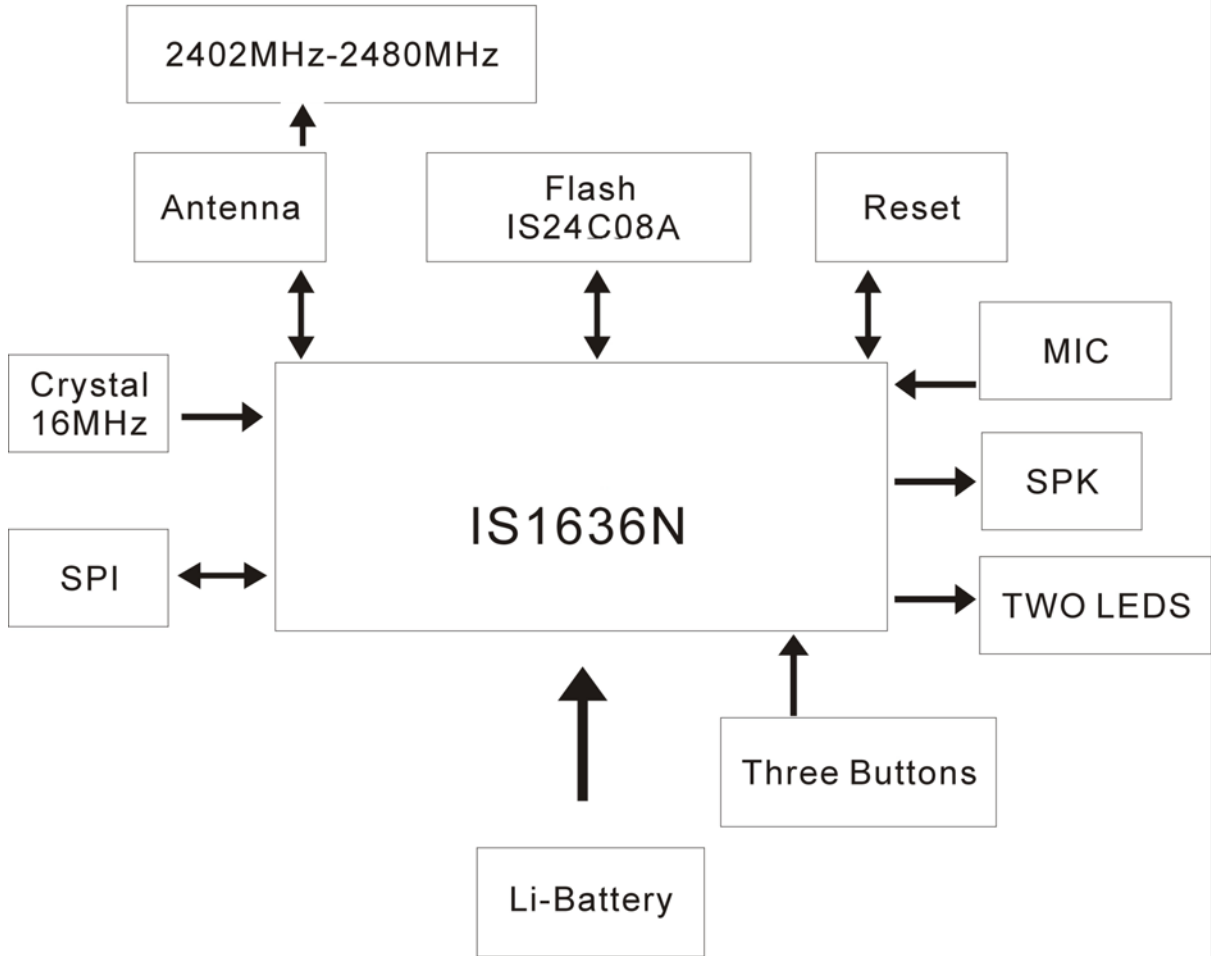 2402MHz-2480MHz
Antenna
Flash
IS24C08A
Reset
MIC
Crystal
16MHz
SPK
IS1636N
SPI
TWO LEDS
Three Buttons
Li-Battery